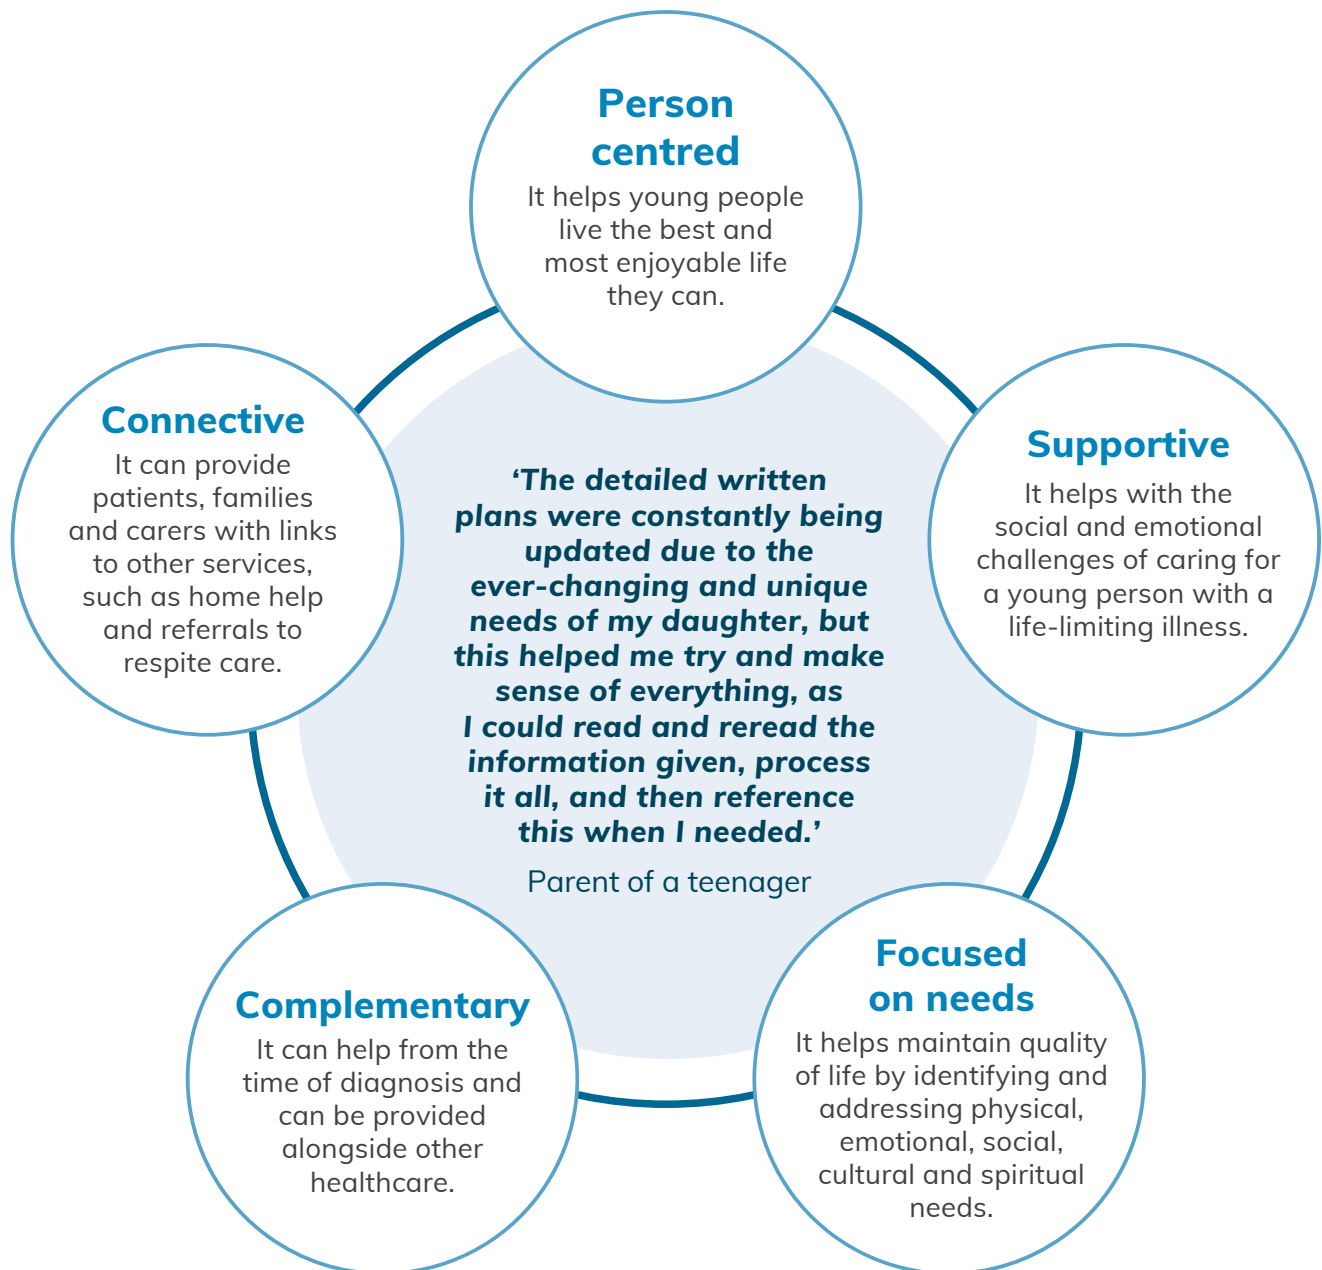 Person
centred
It helps young people
live the best and
most enjoyable life
they can.
Connective
It can provide
patients, families
and carers with links
to other services,
such as home help
and referrals to
respite care.
Supportive
It helps with the
social and emotional
challenges of caring for
a young person with a
life-limiting illness.
‘The detailed written
plans were constantly being
updated due to the
ever-changing and unique
needs of my daughter, but
this helped me try and make
sense of everything, as
I could read and reread the
information given, process
it all, and then reference
this when I needed.’
Parent of a teenager
Complementary
It can help from the
time of diagnosis and
can be provided
alongside other
healthcare.
Focused
on needs
It helps maintain quality
of life by identifying and
addressing physical,
emotional, social,
cultural and spiritual
needs.